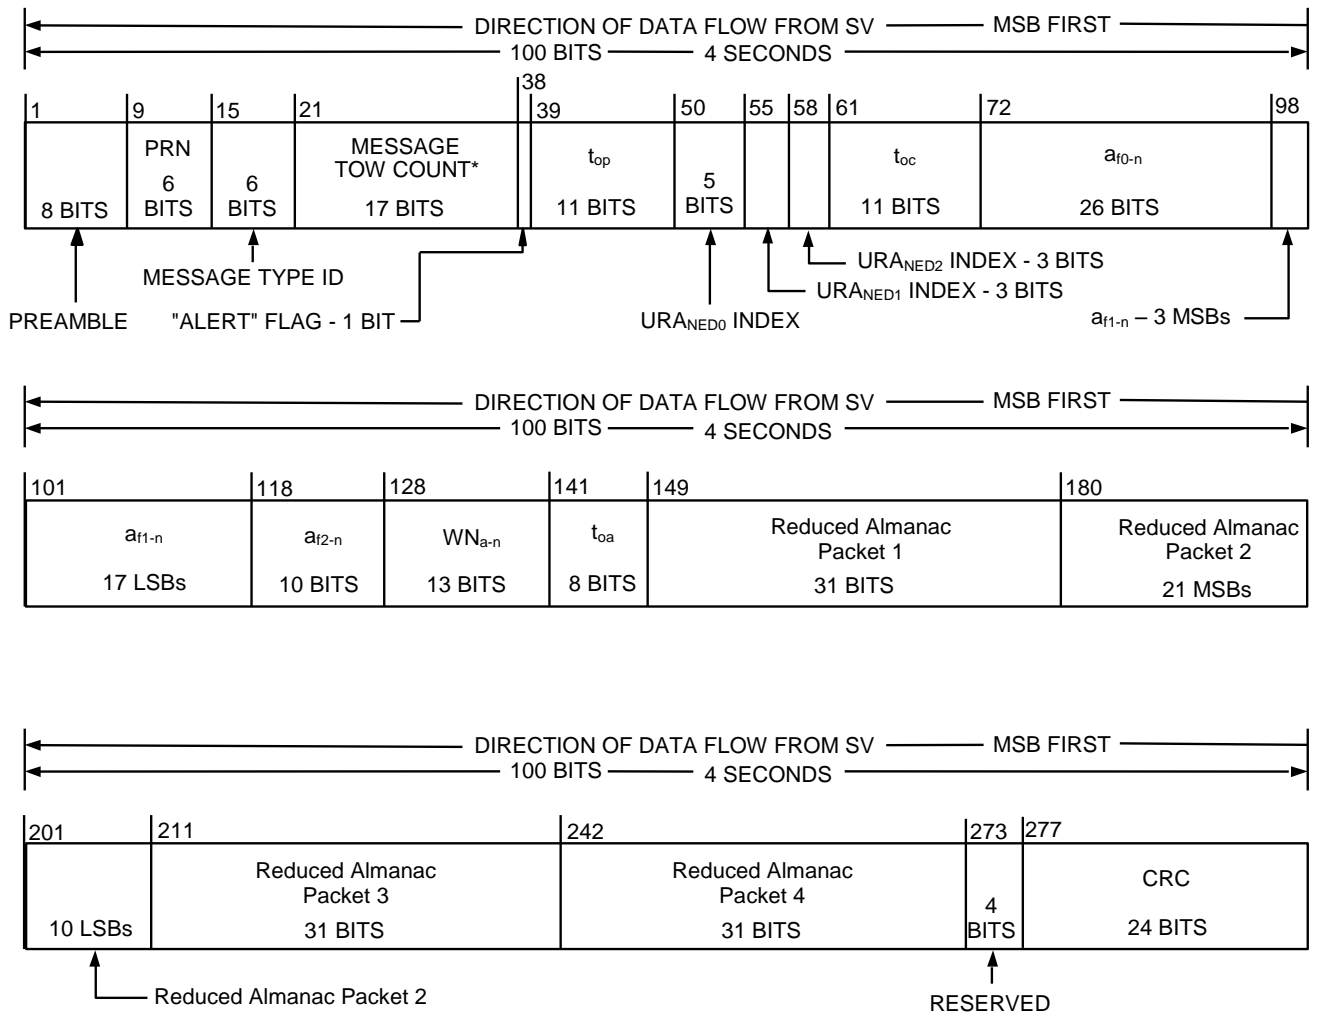 DIRECTION OF DATA FLOW FROM SV MSB FIRST
100 BITS 4 SECONDS
1 9 15 21 38 39 50 55 58 61 72 98
8 BITS
PRN
6
BITS
6
BITS
MESSAGE
TOW COUNT*
17 BITS
top
11 BITS
5
BITS
toc
11 BITS
af0-n
26 BITS
MESSAGE TYPE ID
PREAMBLE
"ALERT" FLAG - 1 BIT
URANED0 INDEX
URANED2 INDEX - 3 BITS
URANED1 INDEX - 3 BITS
af1-n – 3 MSBs
DIRECTION OF DATA FLOW FROM SV MSB FIRST
100 BITS 4 SECONDS
101 118 128 141 149 180
af1-n
17 LSBs
af2-n
10 BITS
WNa-n
13 BITS
toa
8 BITS
Reduced Almanac
Packet 1
31 BITS
Reduced Almanac
Packet 2
21 MSBs
DIRECTION OF DATA FLOW FROM SV MSB FIRST
100 BITS 4 SECONDS
201 211 242 273 277
10 LSBs
Reduced Almanac
Packet 3
31 BITS
Reduced Almanac
Packet 4
31 BITS
4
BITS
CRC
24 BITS
Reduced Almanac Packet 2
RESERVED